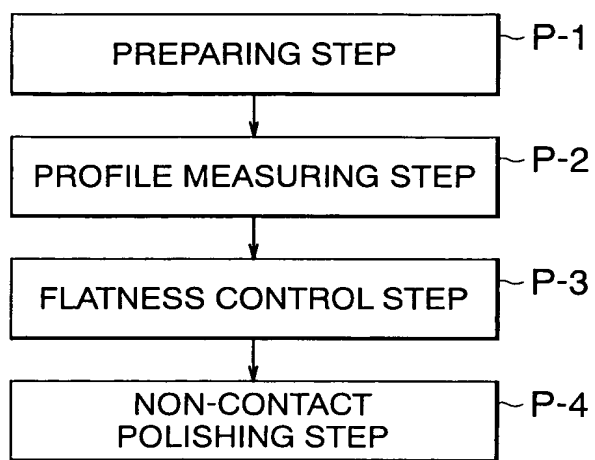 PREPARING STEP
P-1
PROFILE MEASURING STEP
P-2
FLATNESS CONTROL STEP
P-3
NON-CONTACT
POLISHING STEP
P-4